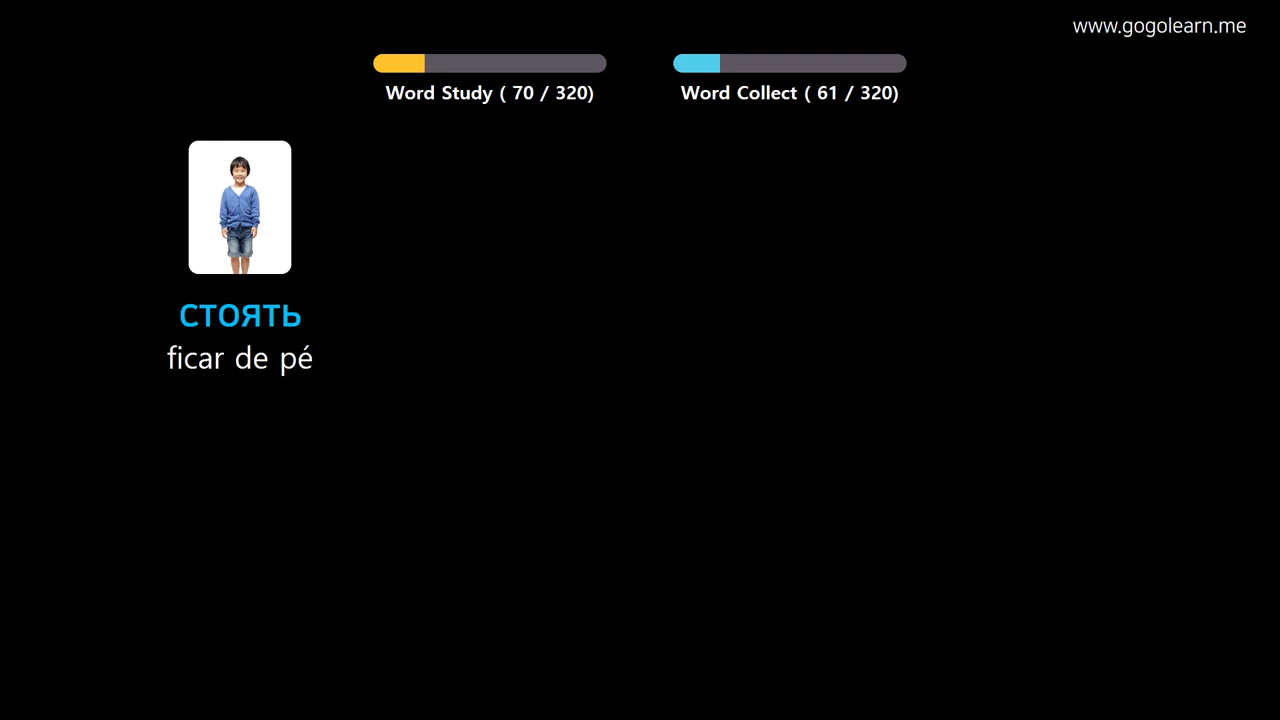 www.gogolearn.me
Word Study ( 70 / 320)
Word Collect ( 61 / 320)
стоять
ficar de pé